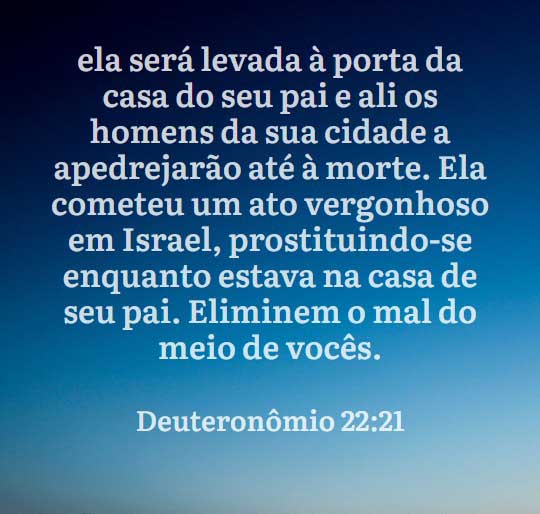 ela será levada à porta da
casa do seu pai e ali os
homens da sua cidade a
apedrejarão até à morte. Ela
cometeu um ato vergonhoso
em Israel, prostituindo-se
enquanto estava na casa de
seu pai. Eliminem o mal do
meio de vocês.
Deuteronômio 22:21